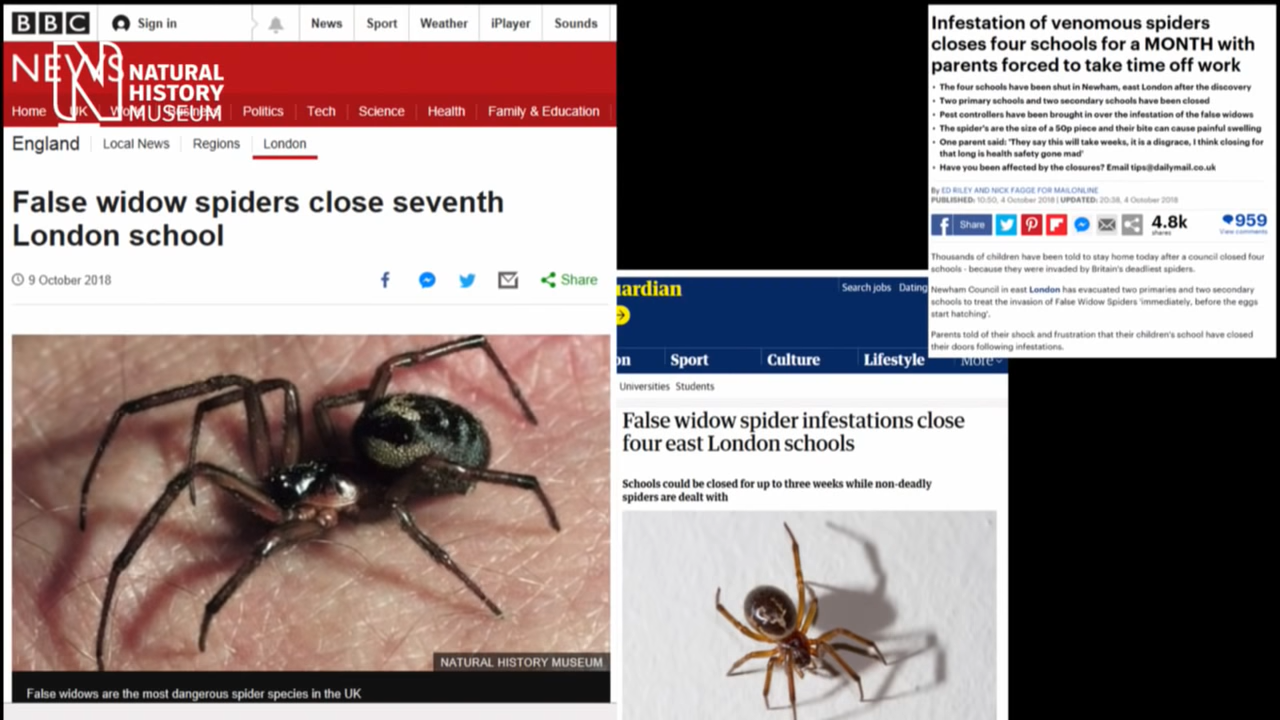 BBC
Sign in
News
Sport
Weather
iPlayer
Sounds
NEWS
NATURAL
HISTORY
MUSEUM
Home
UK
World
Business
Politics
Tech
Science
Health
Family & Education
England
Local News
Regions
London
False widow spiders close seventh
London school
9 October 2018
Share
NATURAL HISTORY MUSEUM
False widows are the most dangerous spider species in the UK
uardian
Search jobs
Dating
on
Sport
Culture
Lifestyle
More
Universities
Students
False widow spider infestations close
four east London schools
Schools could be closed for up to three weeks while non-deadly
spiders are dealt with
Infestation of venomous spiders
closes four schools for a MONTH with
parents forced to take time off work
• The four schools have been shut in Newham, east London after the discovery
• Two primary schools and two secondary schools have been closed
• Pest controllers have been brought in over the infestation of the false widows
• The spider's are the size of a 50p piece and their bite can cause painful swelling
• One parent said: 'They say this will take weeks, it is a disgrace, I think closing for
that long is health safety gone mad'
• Have you been affected by the closures? Email tips@dailymail.co.uk
By ED RILEY AND NICK FAGGE FOR MAILONLINE
PUBLISHED: 10:50, 4 October 2018 | UPDATED: 20:38, 4 October 2018
Share
4.8k
shares
959
View comments
Thousands of children have been told to stay home today after a council closed four
schools - because they were invaded by Britain's deadliest spiders.
Newham Council in east London has evacuated two primaries and two secondary
schools to treat the invasion of False Widow Spiders 'immediately, before the eggs
start hatching'.
Parents told of their shock and frustration that their children's school have closed
their doors following infestations.